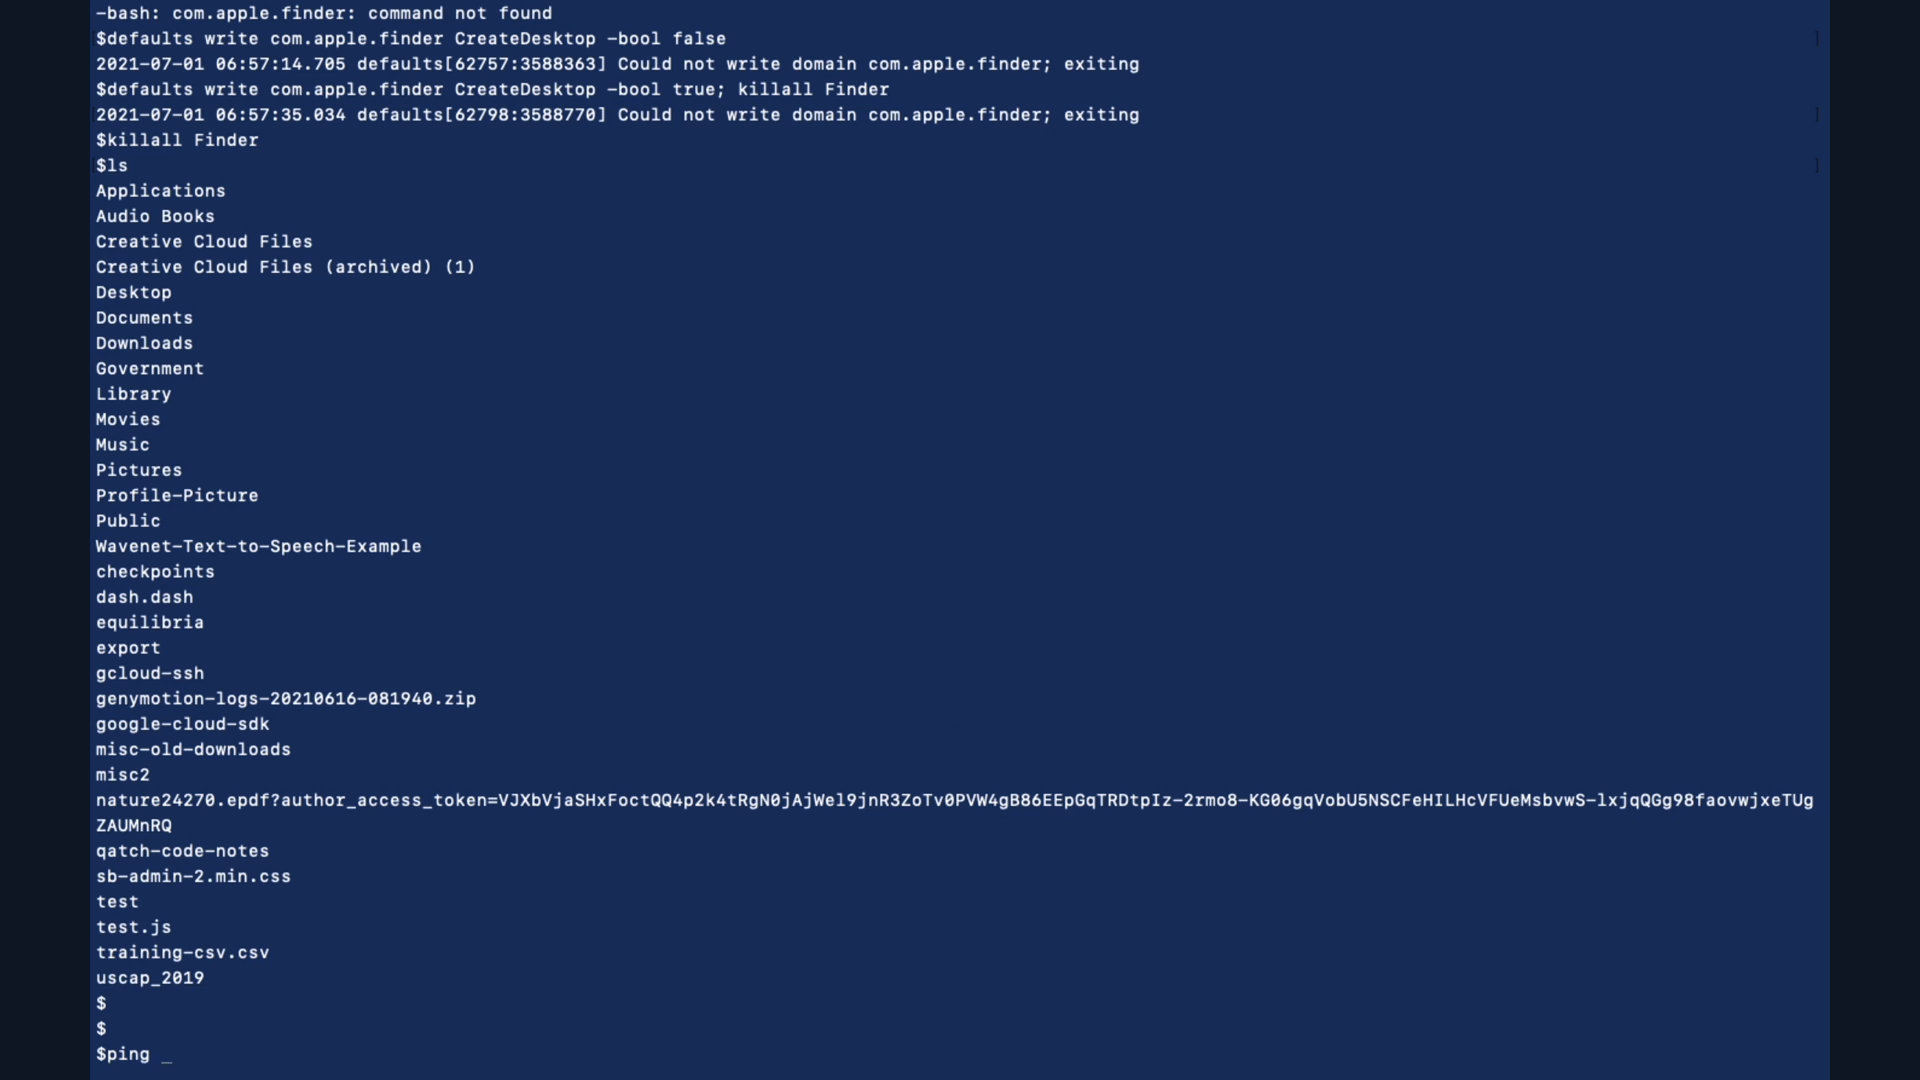 -bash: com.apple.finder: command not found
$defaults write com.apple.finder CreateDesktop -bool false
2021-07-01 06:57:14.705 defaults[62757:3588363] Could not write domain com.apple.finder; exiting
$defaults write com.apple.finder CreateDesktop -bool true; killall Finder
2021-07-01 06:57:35.034 defaults[62798:3588770] Could not write domain com.apple.finder; exiting
$killall Finder
$ls
Applications
Audio Books
Creative Cloud Files
Creative Cloud Files (archived) (1)
Desktop
Documents
Downloads
Government
Library
Movies
Music
Pictures
Profile-Picture
Public
Wavenet-Text-to-Speech-Example
checkpoints
dash.dash
equilibria
export
gcloud-ssh
genymotion-logs-20210616-081940.zip
google-cloud-sdk
misc-old-downloads
misc2
nature24270.epdf?author_access_token=VJXbVjaSHxFoctQQ4p2k4tRgN0jAjWel9jnR3ZoTv0PVW4gB86EEpGqTRDtpIz-2rmo8-KG06gqVobU5NSCFeHILHcVFUeMsbvwS-lxjqQGg98faovwjxeTUg
ZAUMnRQ
qatch-code-notes
sb-admin-2.min.css
test
test.js
training-csv.csv
uscap_2019
$
$
$ping _